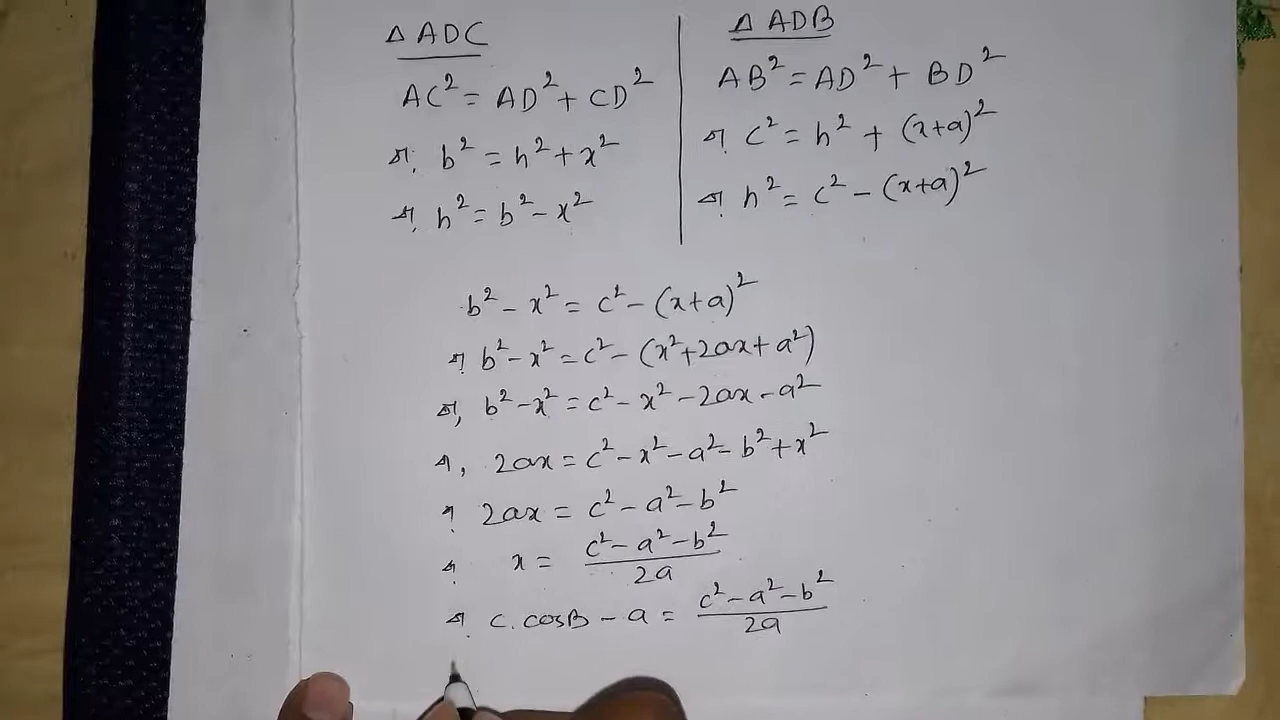 △ ADC
AC² = AD² + CD²
বা, b² = h² + x²
বা, h² = b² - x²
△ ADB
AB² = AD² + BD²
বা, c² = h² + (x+a)²
বা, h² = c² - (x+a)²
b² - x² = c² - (x+a)²
বা, b² - x² = c² - (x²+2ax+a²)
বা, b² - x² = c² - x² - 2ax - a²
বা, 2ax = c² - x² - a² - b² + x²
বা, 2ax = c² - a² - b²
বা, x = (c² - a² - b²)/2a
বা, c.cosB - a = (c² - a² - b²)/2a